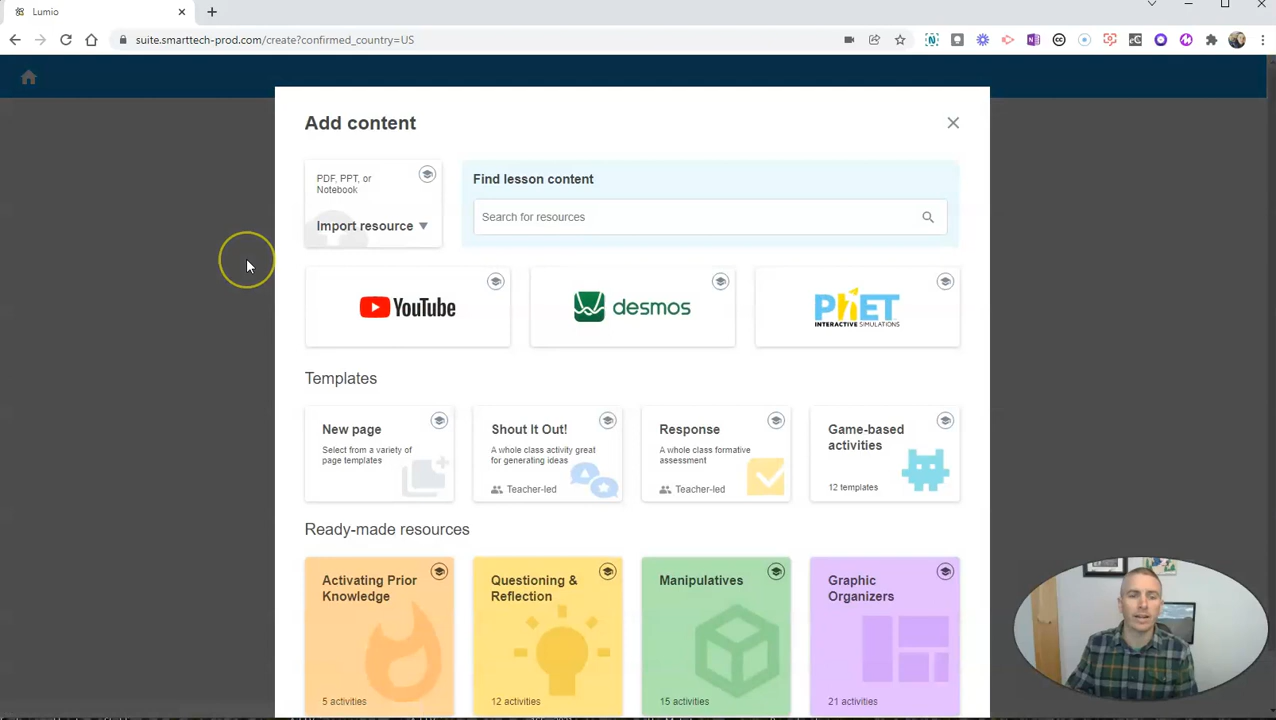 Lumio
suite.smarttech-prod.com/create?confirmed_country=US
Add content
PDF, PPT, or
Notebook
Import resource
Find lesson content
Search for resources
YouTube
desmos
PhET
INTERACTIVE SIMULATIONS
Templates
New page
Select from a variety of
page templates
Shout It Out!
A whole class activity great
for generating ideas
Teacher-led
Response
A whole class formative
assessment
Teacher-led
Game-based
activities
12 templates
Ready-made resources
Activating Prior
Knowledge
5 activities
Questioning &
Reflection
12 activities
Manipulatives
15 activities
Graphic
Organizers
21 activities